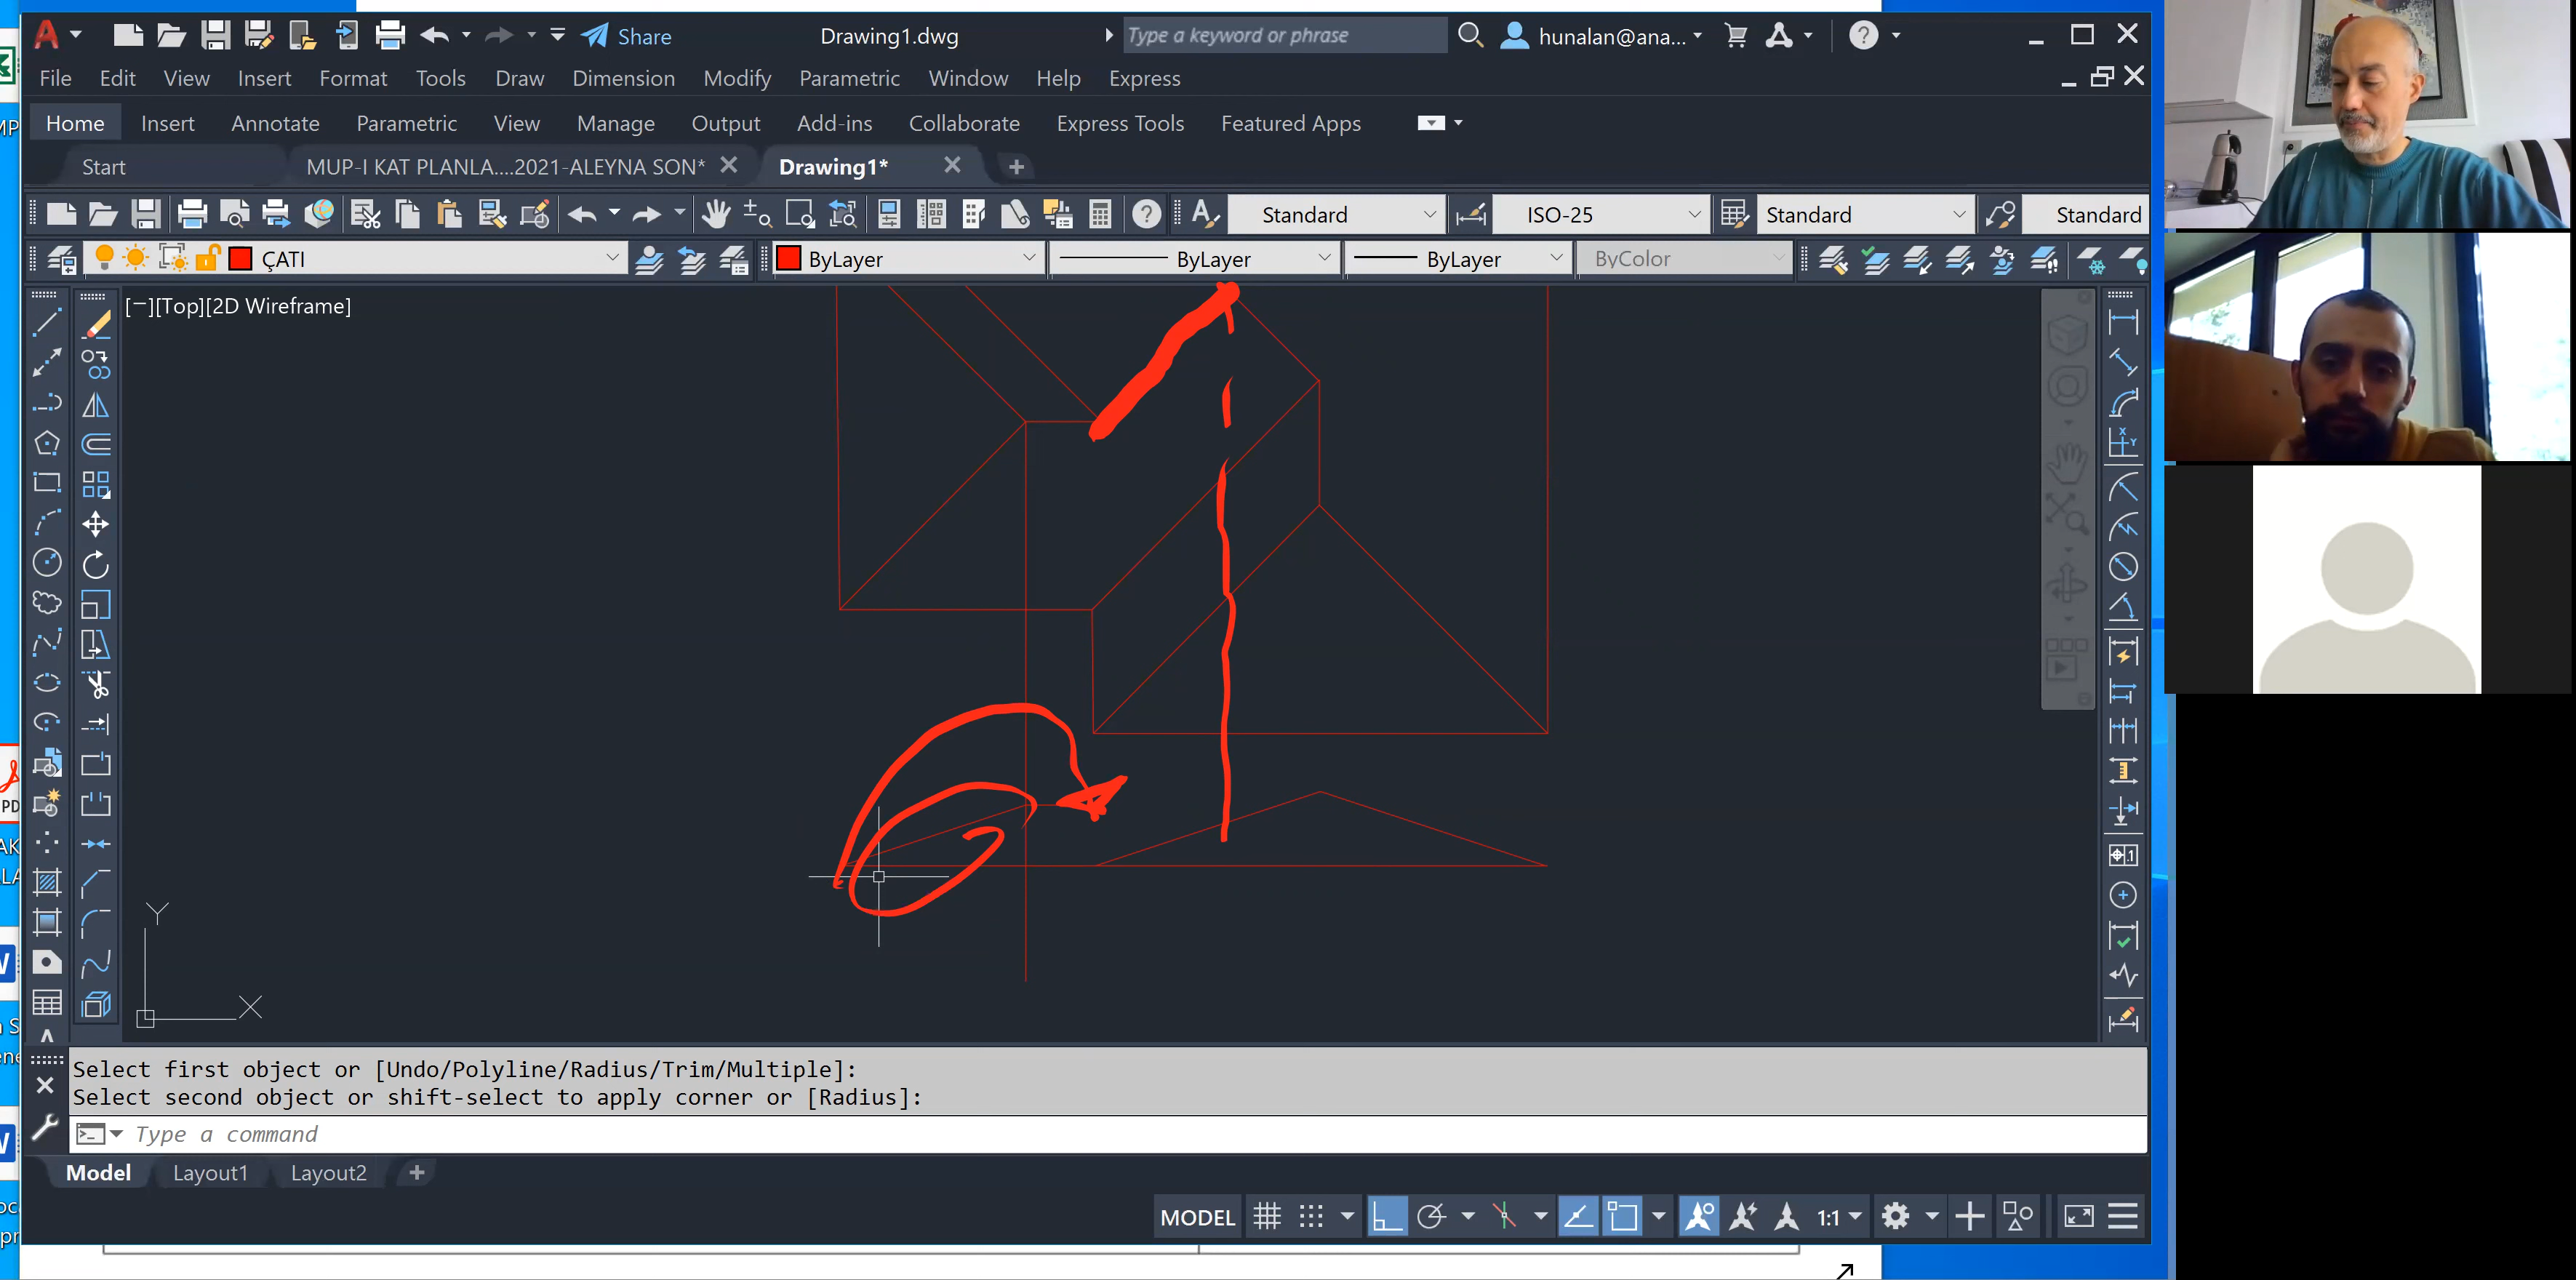 Share
Drawing1.dwg
Type a keyword or phrase
hunalan@ana...
File Edit View Insert Format Tools Draw Dimension Modify Parametric Window Help Express
Home Insert Annotate Parametric View Manage Output Add-ins Collaborate Express Tools Featured Apps
Start MUP-I KAT PLANLA....2021-ALEYNA SON* Drawing1*
Standard ISO-25 Standard Standard
ÇATI ByLayer ByLayer ByLayer ByColor
[−][Top][2D Wireframe]
Y
X
Select first object or [Undo/Polyline/Radius/Trim/Multiple]:
Select second object or shift-select to apply corner or [Radius]:
Type a command
Model Layout1 Layout2
MODEL 1:1